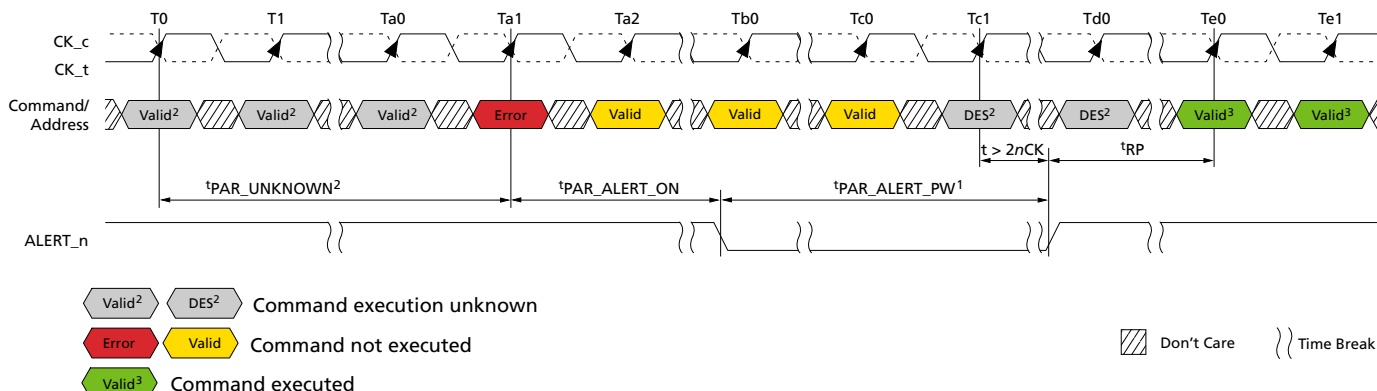 T0 T1 Ta0 Ta1 Ta2 Tb0 Tc0 Tc1 Td0 Te0 Te1
CK_c
CK_t
Command/
Address
Valid² Valid² Valid² Error Valid Valid Valid DES² DES² Valid³ Valid³
t > 2nCK ᵗRP
ᵗPAR_UNKNOWN² ᵗPAR_ALERT_ON ᵗPAR_ALERT_PW¹
ALERT_n
Valid² DES² Command execution unknown
Error Valid Command not executed
Don't Care Time Break
Valid³ Command executed